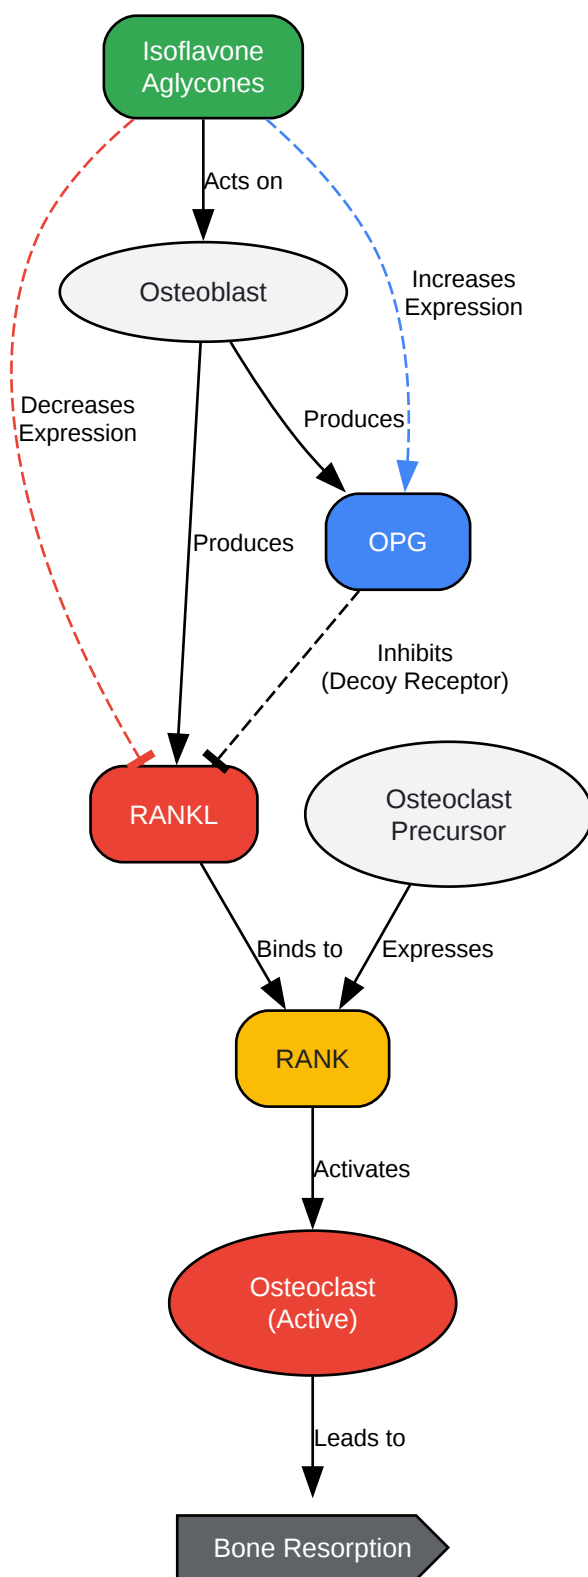 Isoflavone
Aglycones
Acts on
Osteoblast
Increases
Expression
Decreases
Expression
Produces
Produces
OPG
Inhibits
(Decoy Receptor)
RANKL
Osteoclast
Precursor
Binds to
Expresses
RANK
Activates
Osteoclast
(Active)
Leads to
Bone Resorption